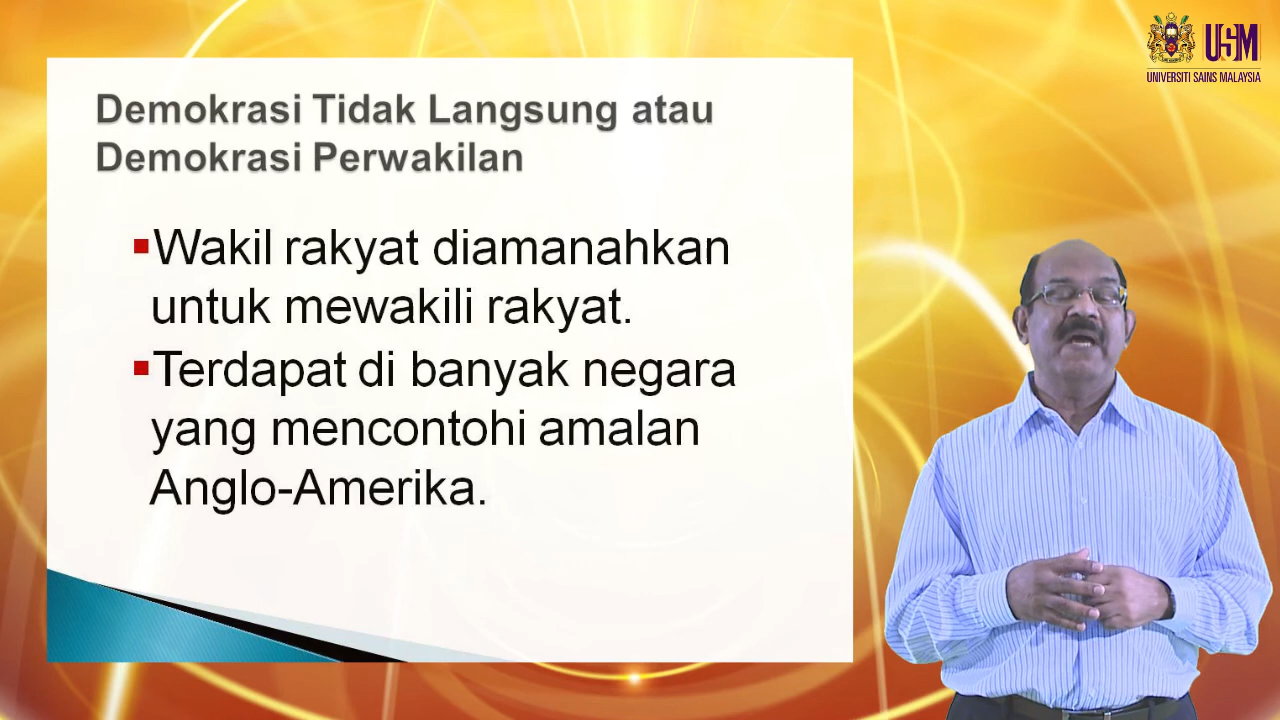 USM
UNIVERSITI SAINS MALAYSIA
Demokrasi Tidak Langsung atau
Demokrasi Perwakilan
Wakil rakyat diamanahkan
untuk mewakili rakyat.
Terdapat di banyak negara
yang mencontohi amalan
Anglo-Amerika.